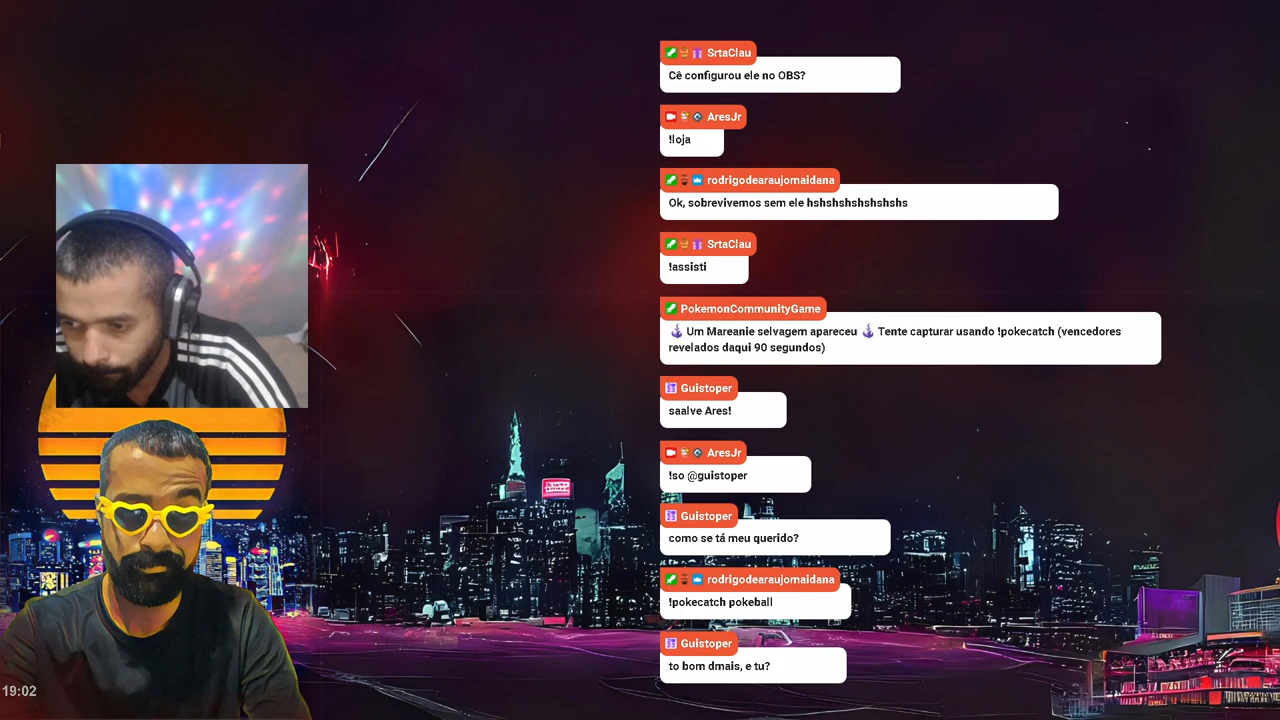 SrtaClau
Cê configurou ele no OBS?
AresJr
!loja
rodrigodearaujomaidana
Ok, sobrevivemos sem ele hshshshshshshshs
SrtaClau
!assisti
PokemonCommunityGame
Um Mareanie selvagem apareceu Tente capturar usando !pokecatch (vencedores
revelados daqui 90 segundos)
Guistoper
saalve Ares!
AresJr
!so @guistoper
Guistoper
como se tá meu querido?
rodrigodearaujomaidana
!pokecatch pokeball
Guistoper
to bom dmais, e tu?
19:02